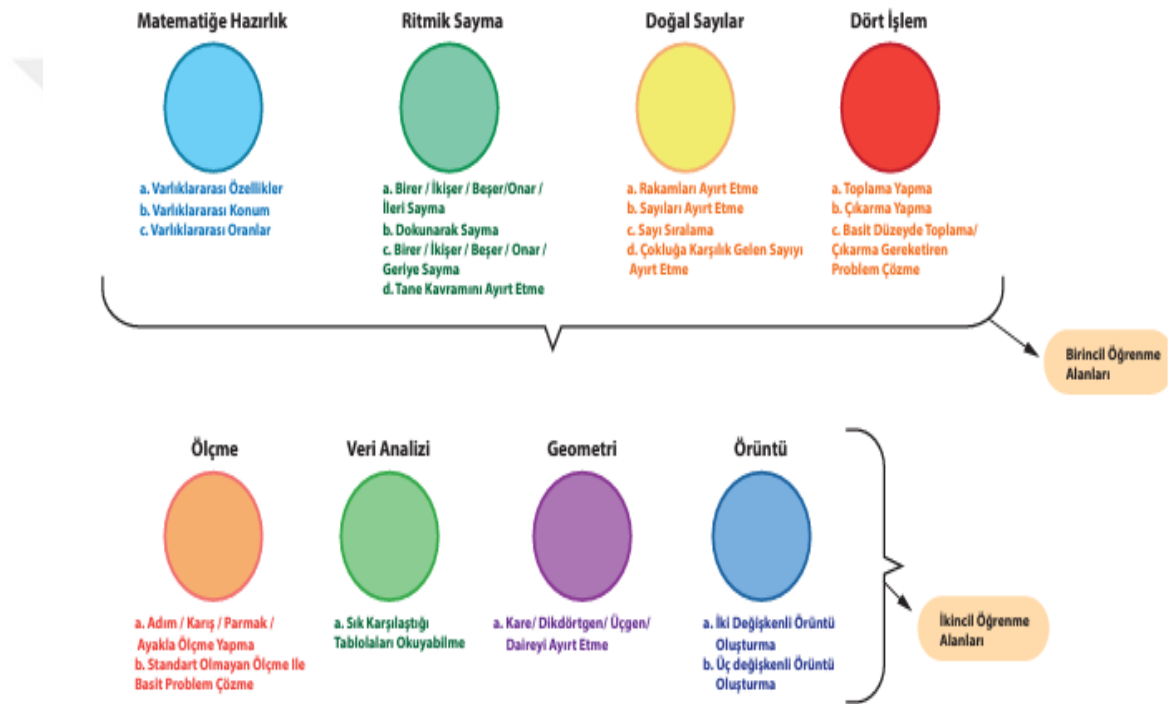 Matematiğe Hazırlık
Ritmik Sayma
Doğal Sayılar
Dört İşlem
a. Varlıklararası Özellikler
b. Varlıklararası Konum
c. Varlıklararası Oranlar
a. Birer / İkişer / Beşer/Onar /
İleri Sayma
b. Dokunarak Sayma
c. Birer / İkişer / Beşer / Onar /
Geriye Sayma
d. Tane Kavramını Ayırt Etme
a. Rakamları Ayırt Etme
b. Sayıları Ayırt Etme
c. Sayı Sıralama
d. Çokluğa Karşılık Gelen Sayıyı
Ayırt Etme
a. Toplama Yapma
b. Çıkarma Yapma
c. Basit Düzeyde Toplama/
Çıkarma Gereketiren
Problem Çözme
Birincil Öğrenme
Alanları
Ölçme
Veri Analizi
Geometri
Örüntü
a. Adım / Karış / Parmak /
Ayakla Ölçme Yapma
b. Standart Olmayan Ölçme Ile
Basit Problem Çözme
a. Sık Karşılaştığı
Tablolaları Okuyabilme
a. Kare/ Dikdörtgen/ Üçgen/
Daireyi Ayırt Etme
a. İki Değişkenli Örüntü
Oluşturma
b. Üç değişkenli Örüntü
Oluşturma
İkincil Öğrenme
Alanları